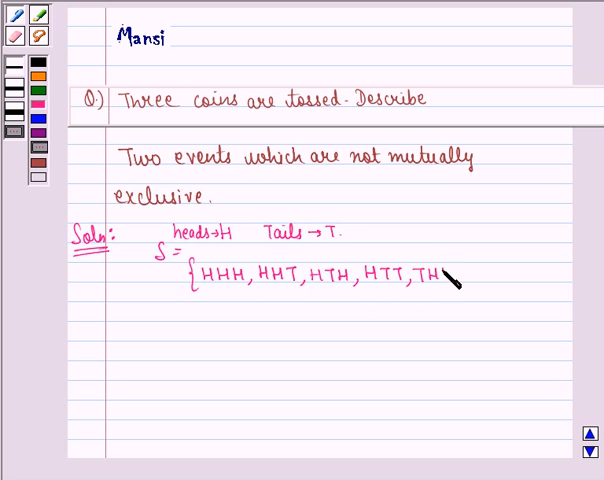 Mansi
Q.) Three coins are tossed. Describe
Two events which are not mutually
exclusive.
Soln: heads→H Tails → T.
S =
{HHH, HHT, HTH, HTT, TH